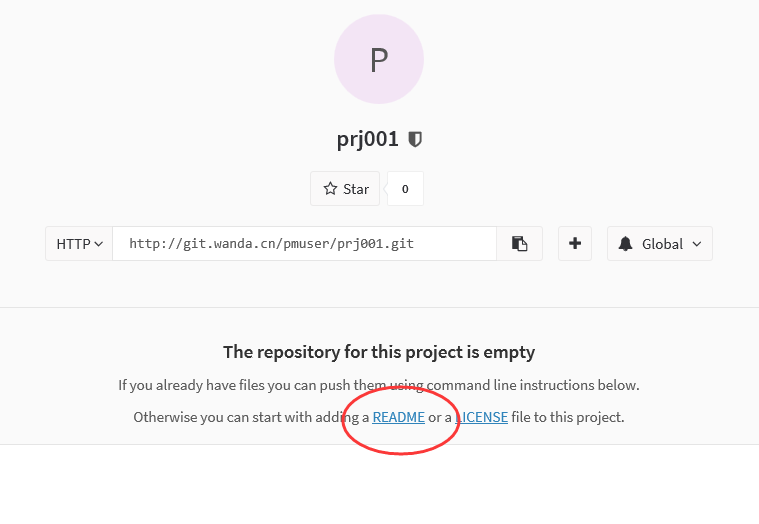 P
prj001
Star 0
HTTP http://git.wanda.cn/pmuser/prj001.git Global
The repository for this project is empty
If you already have files you can push them using command line instructions below.
Otherwise you can start with adding a README or a LICENSE file to this project.